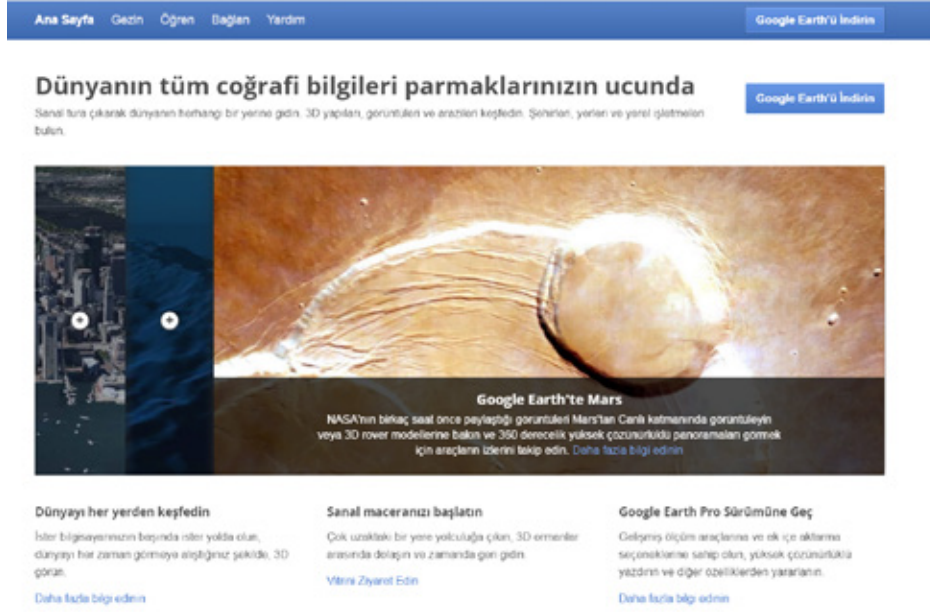 Ana Sayfa Gezin Öğren Bağlan Yardım Google Earth'ü İndirin
Dünyanın tüm coğrafi bilgileri parmaklarınızın ucunda
Google Earth'ü İndirin
Sanal tura çıkarak dünyanın herhangi bir yerine gidin. 3D yapıları, görüntüleri ve arazileri keşfedin. Şehirleri, yerleri ve yerel işletmeleri
bulun.
Google Earth'te Mars
NASA'nın birkaç saat önce paylaştığı görüntüleri Mars'tan Canlı katmanında görüntüleyin
veya 3D rover modellerine bakın ve 360 derecelik yüksek çözünürlüklü panoramaları görmek
için araçların izlerini takip edin. Daha fazla bilgi edinin
Dünyayı her yerden keşfedin
İster bilgisayarınızın başında ister yolda olun,
dünyayı her zaman görmeye alıştığınız şekilde, 3D
görün.
Daha fazla bilgi edinin
Sanal maceranızı başlatın
Çok uzaktaki bir yere yolculuğa çıkın, 3D ormanlar
arasında dolaşın ve zamanda geri gidin.
Vitrini Ziyaret Edin
Google Earth Pro Sürümüne Geç
Gelişmiş ölçüm araçlarına ve ek içe aktarma
seçeneklerine sahip olun, yüksek çözünürlüklü
yazdırın ve diğer özelliklerden yararlanın.
Daha fazla bilgi edinin